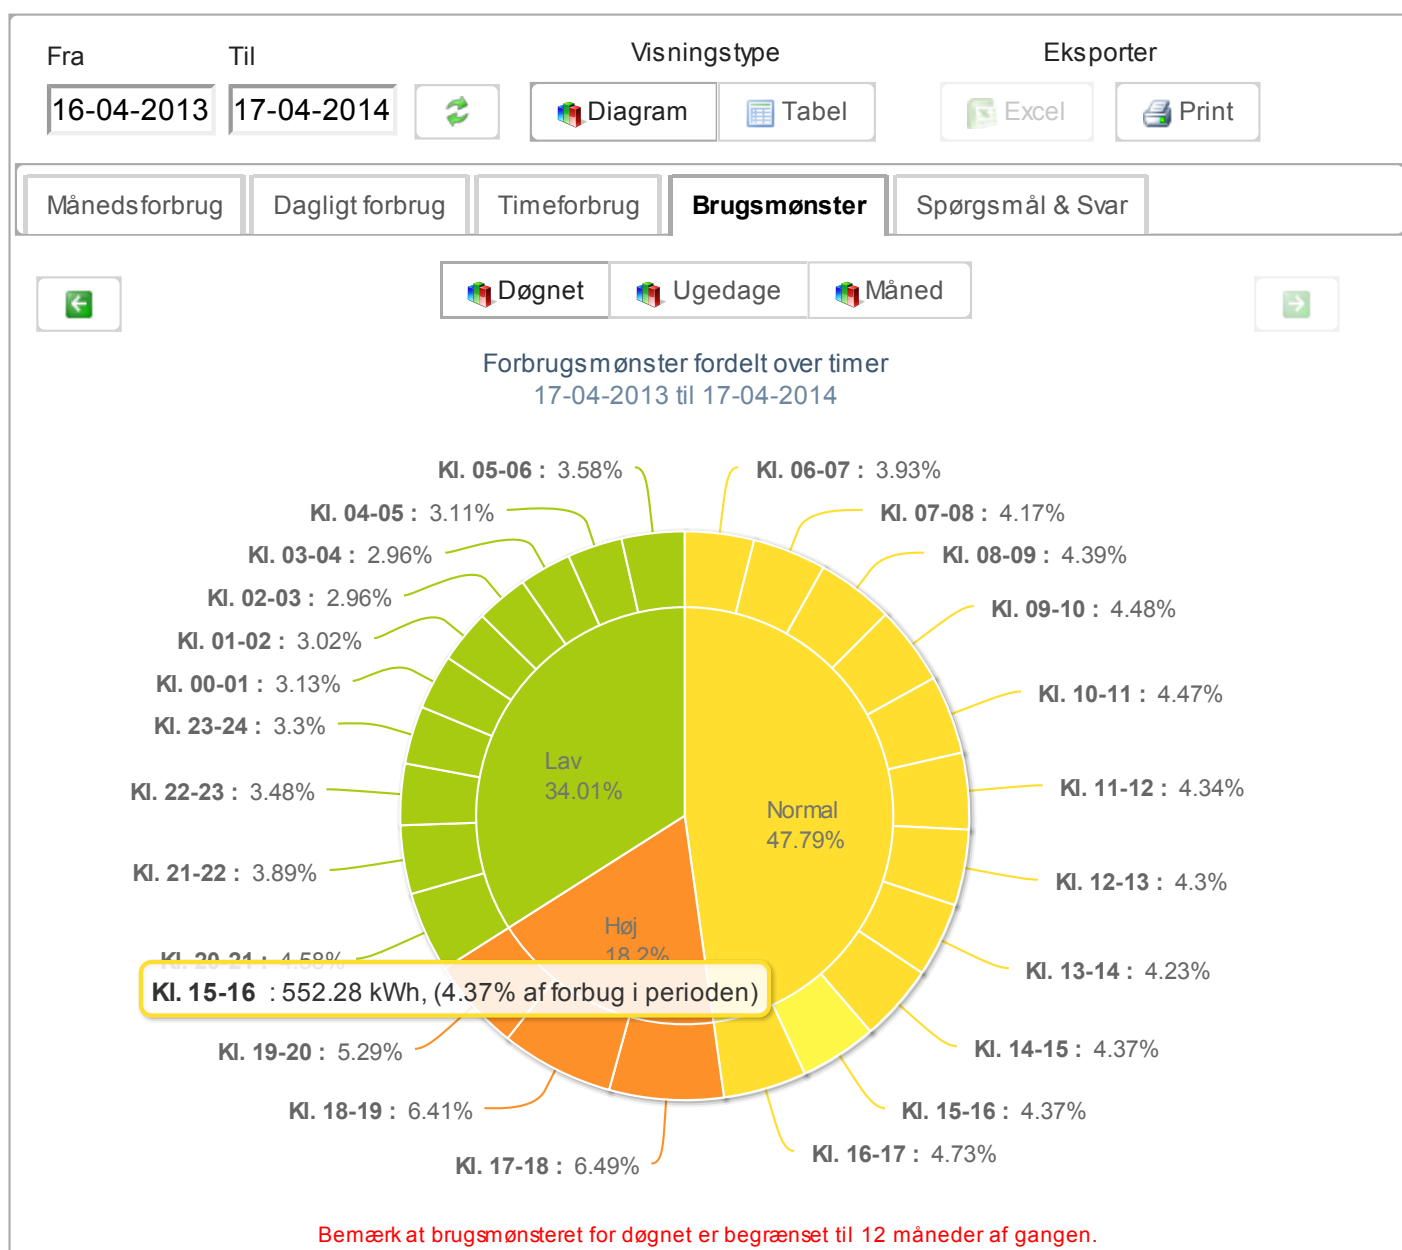 Fra Til Visningstype Eksporter
16-04-2013 17-04-2014 Diagram Tabel Excel Print
Månedsforbrug Dagligt forbrug Timeforbrug Brugsmønster Spørgsmål & Svar
Døgnet Ugedage Måned
Forbrugsmønster fordelt over timer
17-04-2013 til 17-04-2014
Kl. 05-06 : 3.58% Kl. 06-07 : 3.93%
Kl. 04-05 : 3.11% Kl. 07-08 : 4.17%
Kl. 03-04 : 2.96% Kl. 08-09 : 4.39%
Kl. 02-03 : 2.96% Kl. 09-10 : 4.48%
Kl. 01-02 : 3.02%
Kl. 00-01 : 3.13% Kl. 10-11 : 4.47%
Kl. 23-24 : 3.3%
Lav
34.01%
Kl. 22-23 : 3.48% Kl. 11-12 : 4.34%
Normal
47.79%
Kl. 21-22 : 3.89% Kl. 12-13 : 4.3%
Høj
18.2%
Kl. 20-21 : 4.58% Kl. 13-14 : 4.23%
Kl. 15-16 : 552.28 kWh, (4.37% af forbug i perioden)
Kl. 19-20 : 5.29% Kl. 14-15 : 4.37%
Kl. 18-19 : 6.41% Kl. 15-16 : 4.37%
Kl. 17-18 : 6.49% Kl. 16-17 : 4.73%
Bemærk at brugsmønsteret for døgnet er begrænset til 12 måneder af gangen.